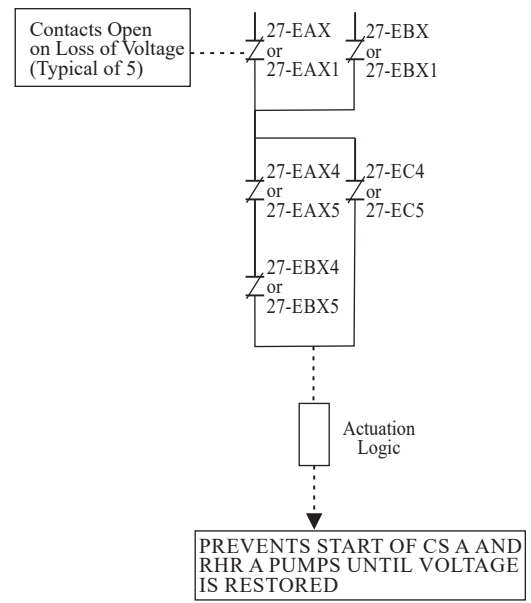 Contacts Open
on Loss of Voltage
(Typical of 5)
27-EAX
or
27-EAX1
27-EBX
or
27-EBX1
27-EAX4
or
27-EAX5
27-EC4
or
27-EC5
27-EBX4
or
27-EBX5
Actuation
Logic
PREVENTS START OF CS A AND
RHR A PUMPS UNTIL VOLTAGE
IS RESTORED